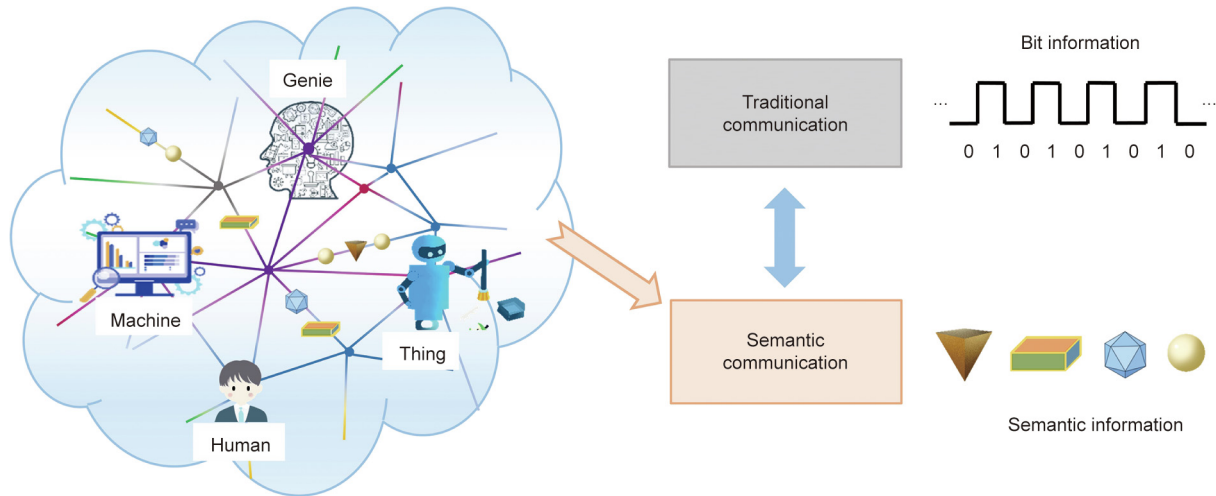 Genie
Machine
Thing
Human
Traditional
communication
Semantic
communication
Bit information
... ...
0 1 0 1 0 1 0 1 0
Semantic information